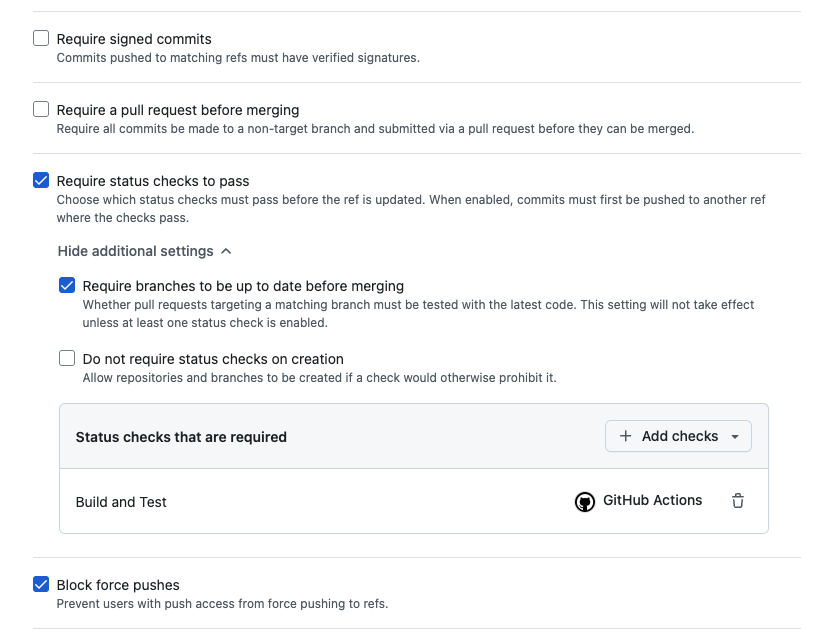 Require signed commits
Commits pushed to matching refs must have verified signatures.
Require a pull request before merging
Require all commits be made to a non-target branch and submitted via a pull request before they can be merged.
Require status checks to pass
Choose which status checks must pass before the ref is updated. When enabled, commits must first be pushed to another ref
where the checks pass.
Hide additional settings
Require branches to be up to date before merging
Whether pull requests targeting a matching branch must be tested with the latest code. This setting will not take effect
unless at least one status check is enabled.
Do not require status checks on creation
Allow repositories and branches to be created if a check would otherwise prohibit it.
Status checks that are required
Add checks
Build and Test
GitHub Actions
Block force pushes
Prevent users with push access from force pushing to refs.